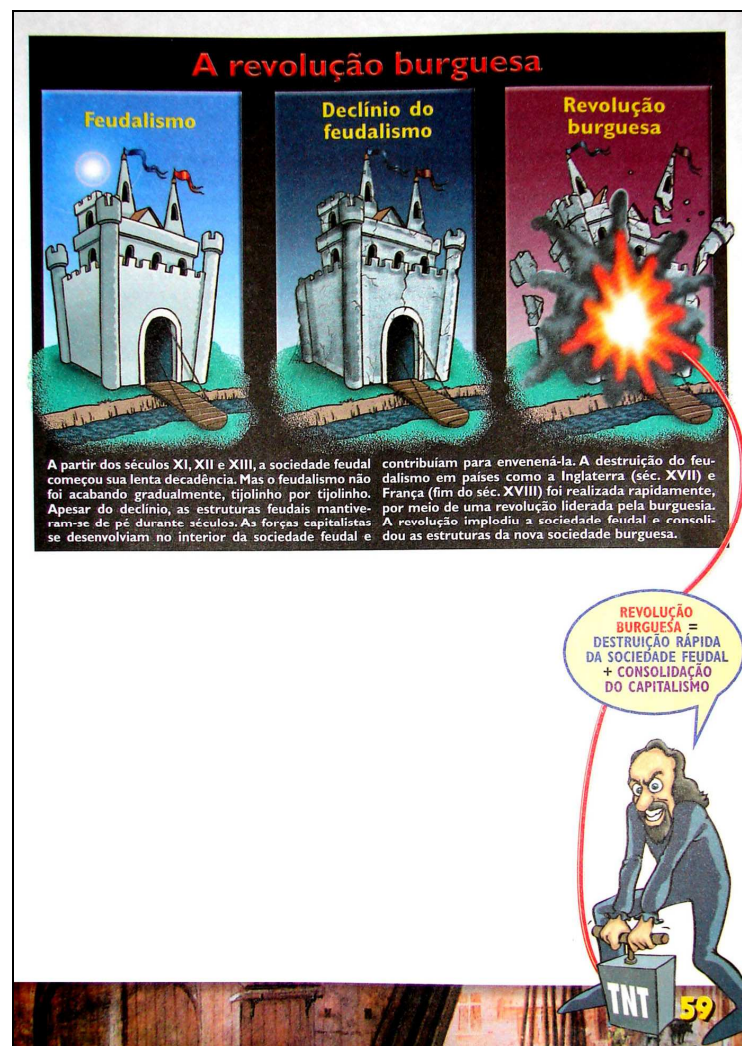 A revolução burguesa
Feudalismo
Declínio do
feudalismo
Revolução
burguesa
A partir dos séculos XI, XII e XIII, a sociedade feudal
começou sua lenta decadência. Mas o feudalismo não
foi acabando gradualmente, tijolinho por tijolinho.
Apesar do declínio, as estruturas feudais mantive-
ram-se de pé durante séculos. As forças capitalistas
se desenvolviam no interior da sociedade feudal e
contribuíam para envenená-la. A destruição do feu-
dalismo em países como a Inglaterra (séc. XVII) e
França (fim do séc. XVIII) foi realizada rapidamente,
por meio de uma revolução liderada pela burguesia.
A revolução implodiu a sociedade feudal e consoli-
dou as estruturas da nova sociedade burguesa.
REVOLUÇÃO
BURGUESA =
DESTRUIÇÃO RÁPIDA
DA SOCIEDADE FEUDAL
+ CONSOLIDAÇÃO
DO CAPITALISMO
TNT
59